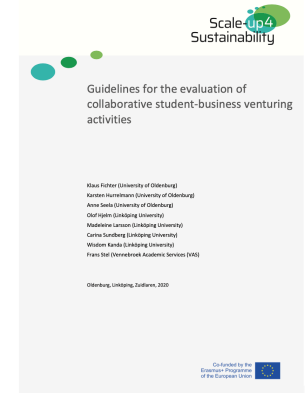 Scale-up4
Sustainability
Guidelines for the evaluation of
collaborative student-business venturing
activities
Klaus Fichter (University of Oldenburg)
Karsten Hurrelmann (University of Oldenburg)
Anne Seela (University of Oldenburg)
Olof Hjelm (Linköping University)
Madeleine Larsson (Linköping University)
Carina Sundberg (Linköping University)
Wisdom Kanda (Linköping University)
Frans Stel (Vennebroek Academic Services (VAS)
Oldenburg, Linköping, Zuidlaren, 2020
Co-funded by the
Erasmus+ Programme
of the European Union